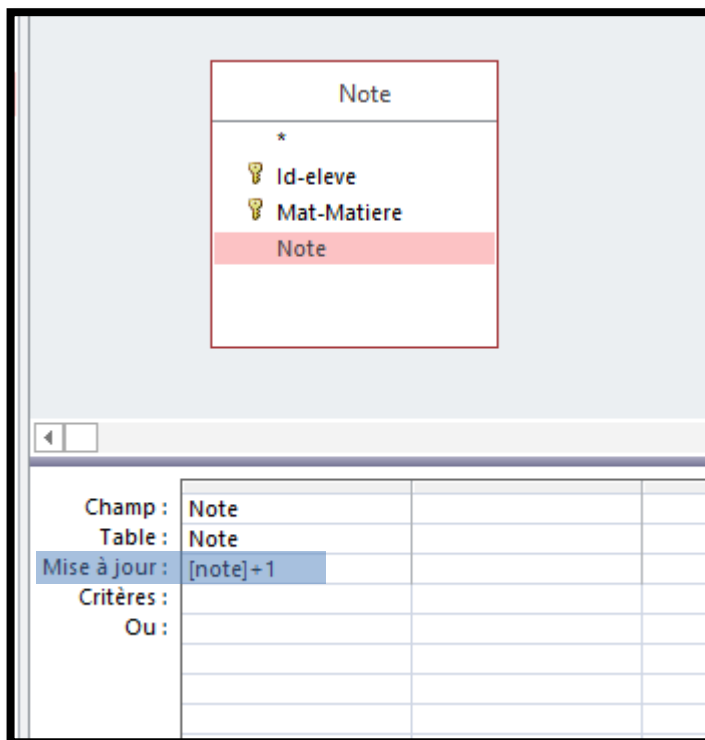 Note
*
Id-eleve
Mat-Matiere
Note
Champ : Note
Table : Note
Mise à jour : [note]+1
Critères :
Ou :